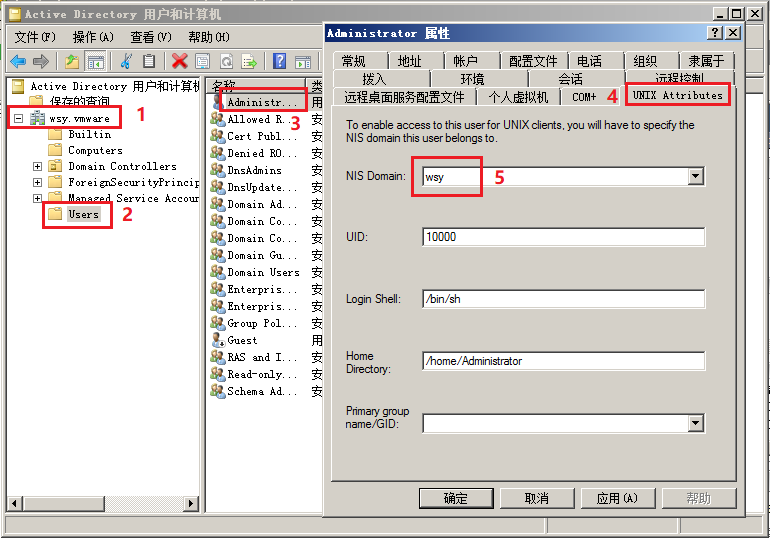 Active Directory 用户和计算机
文件(F) 操作(A) 查看(V) 帮助(H)
Active Directory 用户和计算机
保存的查询
wsy.vmware 1
Builtin
Computers
Domain Controllers
ForeignSecurityPrincip
Managed Service Accour
Users 2
名称
Administr... 用
3
Allowed R... 安
Cert Publ... 安
Denied RO... 安
DnsAdmins 安
DnsUpdate... 安
Domain Ad... 安
Domain Co... 安
Domain Co... 安
Domain Gu... 安
Domain Users 安
Enterpris... 安
Enterpris... 安
Group Pol... 安
Guest 用
RAS and I... 安
Read-only... 安
Schema Ad... 安
Administrator 属性
常规 地址 帐户 配置文件 电话 组织 隶属于
拨入 环境 会话 远程控制
远程桌面服务配置文件 个人虚拟机 COM+ 4 UNIX Attributes
To enable access to this user for UNIX clients, you will have to specify the
NIS domain this user belongs to.
NIS Domain: wsy 5
UID: 10000
Login Shell: /bin/sh
Home
Directory: /home/Administrator
Primary group
name/GID:
确定 取消 应用(A) 帮助